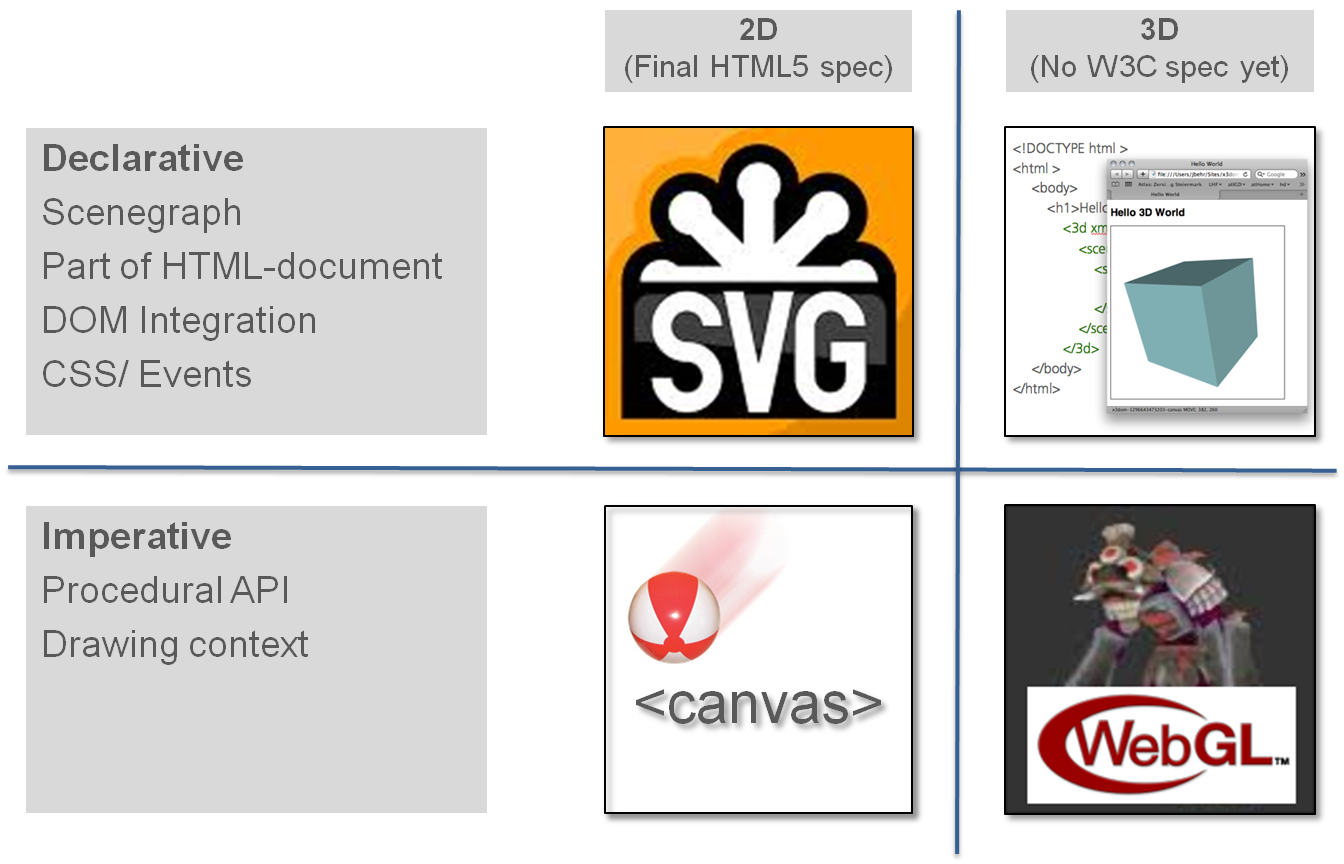 2D
(Final HTML5 spec)
3D
(No W3C spec yet)
Declarative
Scenegraph
Part of HTML-document
DOM Integration
CSS/ Events
SVG
<!DOCTYPE html >
<html >
<body>
<h1>Hello
<3d xm
<sce
<s
</
</sce
</3d>
</body>
</html>
Hello World
file:///Users/jbehr/Sites/x3dom
Google
Hello World
Hello 3D World
Imperative
Procedural API
Drawing context
<canvas>
WebGL™